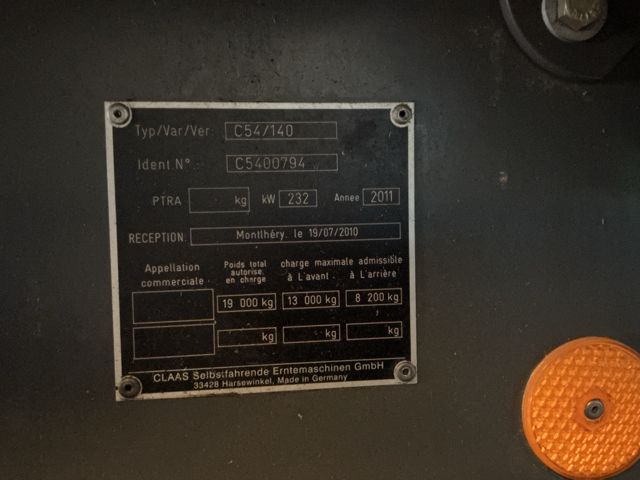 Typ/Var/Ver. C54/140
Ident.N°. C5400794
PTRA kg kW 232 Annee 2011
RECEPTION: Montlhéry, le 19/07/2010
Appellation commerciale
Poids total autorise en charge
charge maximale admissible
à L'avant à L'arrière
19 000 kg 13 000 kg 8 200 kg
kg kg kg
CLAAS Selbstfahrende Erntemaschinen GmbH
33428 Harsewinkel, Made in Germany